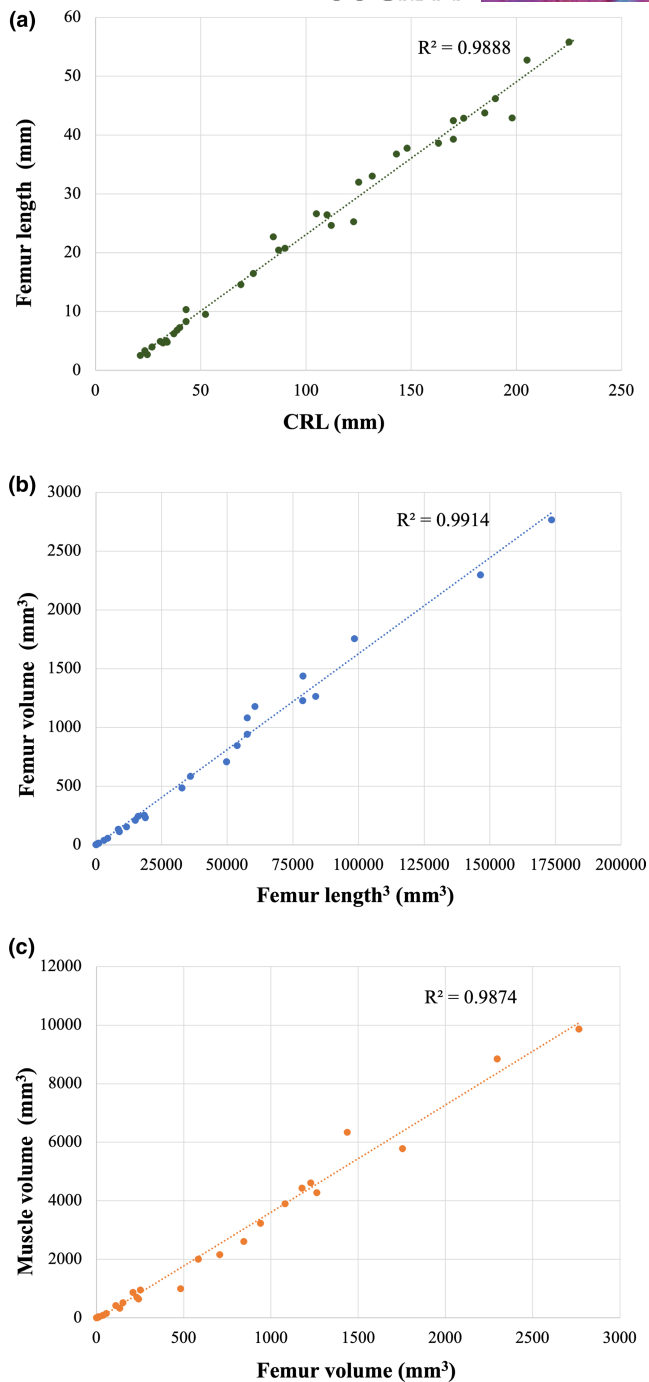 (a)
60
50
40
30
20
10
0
R² = 0.9888
Femur length (mm)
0 50 100 150 200 250
CRL (mm)
(b)
3000
2500
2000
1500
1000
500
0
R² = 0.9914
Femur volume (mm³)
0 25000 50000 75000 100000 125000 150000 175000 200000
Femur length³ (mm³)
(c)
12000
10000
8000
6000
4000
2000
0
R² = 0.9874
Muscle volume (mm³)
0 500 1000 1500 2000 2500 3000
Femur volume (mm³)